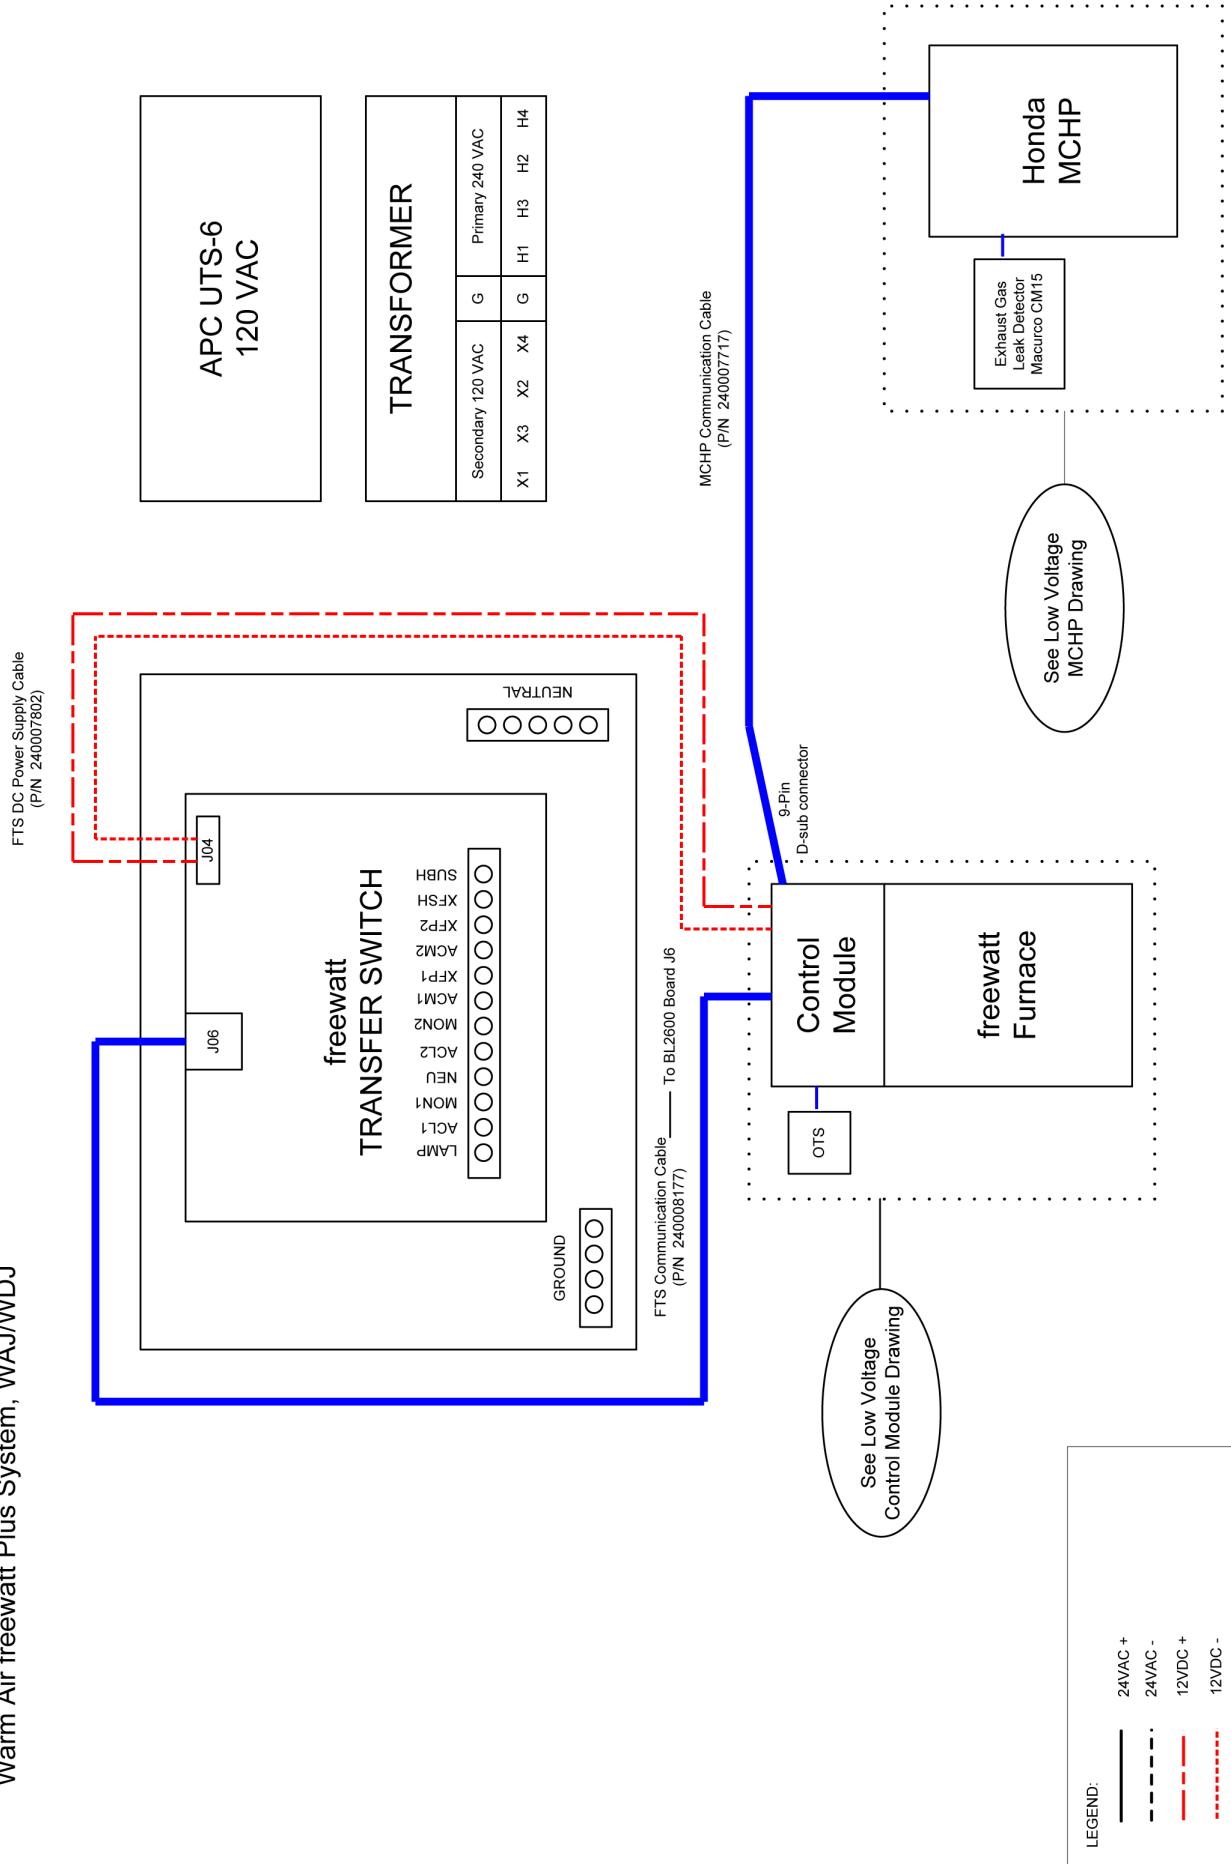 Warm Air freewatt Plus System, WAJ/WDJ
FTS DC Power Supply Cable
(P/N 240007802)
APC UTS-6
120 VAC
TRANSFORMER
Secondary 120 VAC
G
Primary 240 VAC
X1 X3 X2 X4 G H1 H3 H2 H4
J06
J04
freewatt
TRANSFER SWITCH
LAMP
ACL1
MON1
NEU
ACL2
MON2
ACM1
XFP1
ACM2
XFP2
XFSH
SUBH
NEUTRAL
GROUND
FTS Communication Cable
(P/N 240008177)
To BL2600 Board J6
MCHP Communication Cable
(P/N 240007717)
9-Pin
D-sub connector
OTS
Control
Module
freewatt
Furnace
Exhaust Gas
Leak Detector
Macurco CM15
Honda
MCHP
See Low Voltage
Control Module Drawing
See Low Voltage
MCHP Drawing
LEGEND:
24VAC +
24VAC -
12VDC +
12VDC -